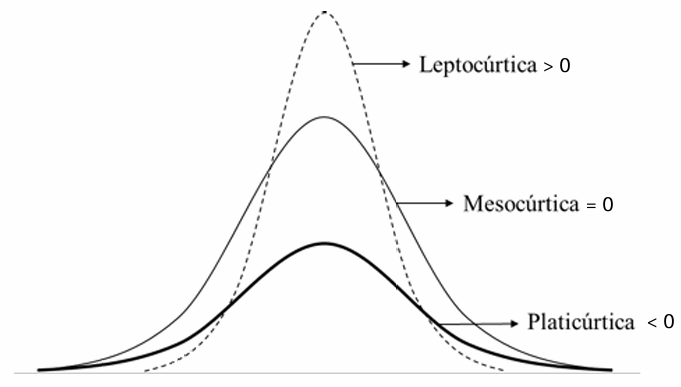 Leptocúrtica > 0
Mesocúrtica = 0
Platicúrtica < 0